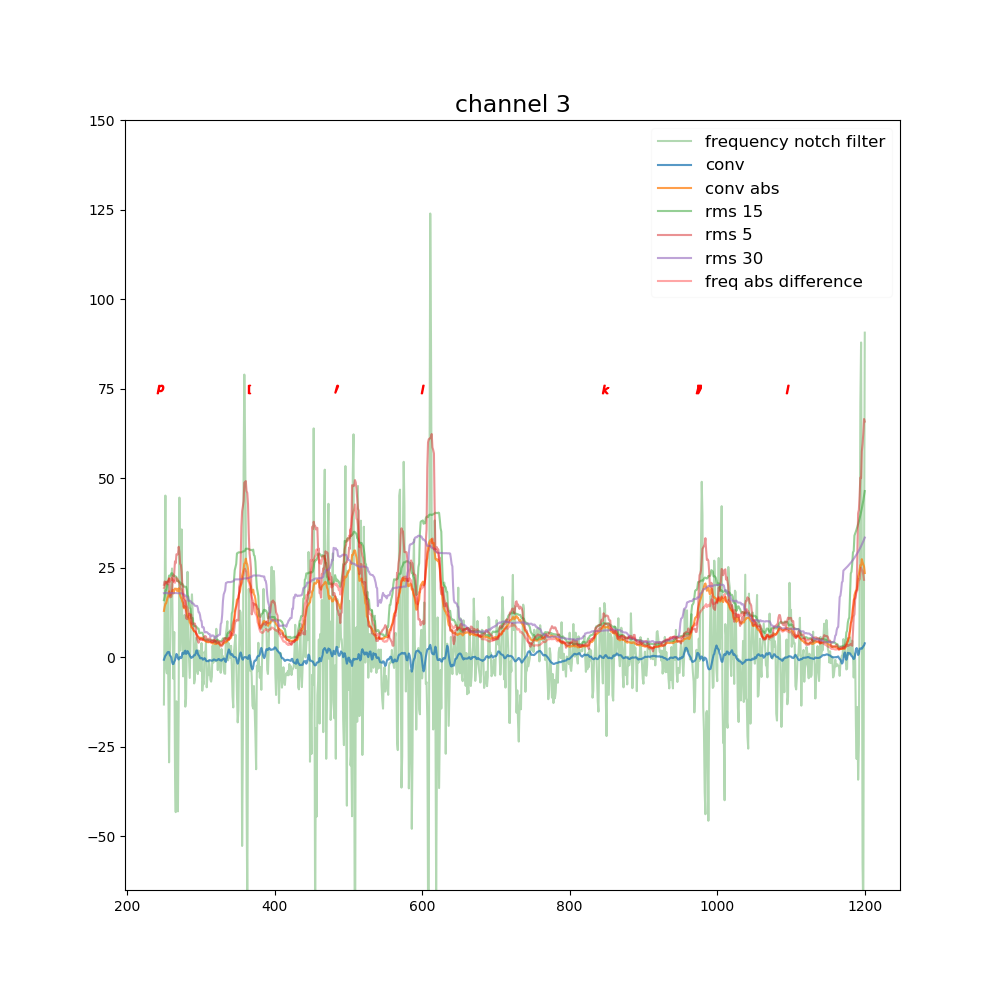 channel 3
150
125
100
75
50
25
0
−25
−50
frequency notch filter
conv
conv abs
rms 15
rms 5
rms 30
freq abs difference
p [ ' l k l
200 400 600 800 1000 1200